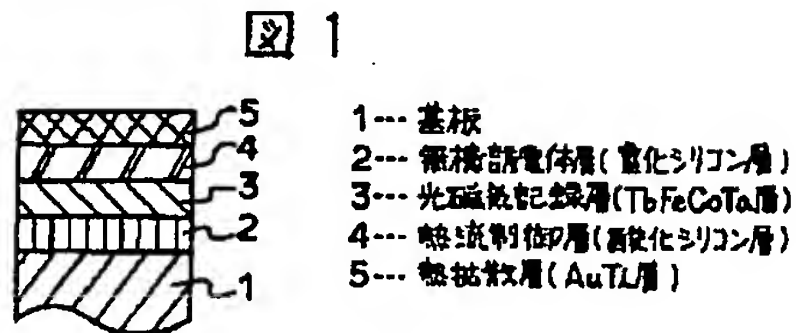 図1
5
4
3
2
1
1--- 基板
2--- 無機誘電体層(窒化シリコン層)
3--- 光磁気記録層(TbFeCoTa層)
4--- 熱流制御層(酸化シリコン層)
5--- 熱拡散層(AuTi層)